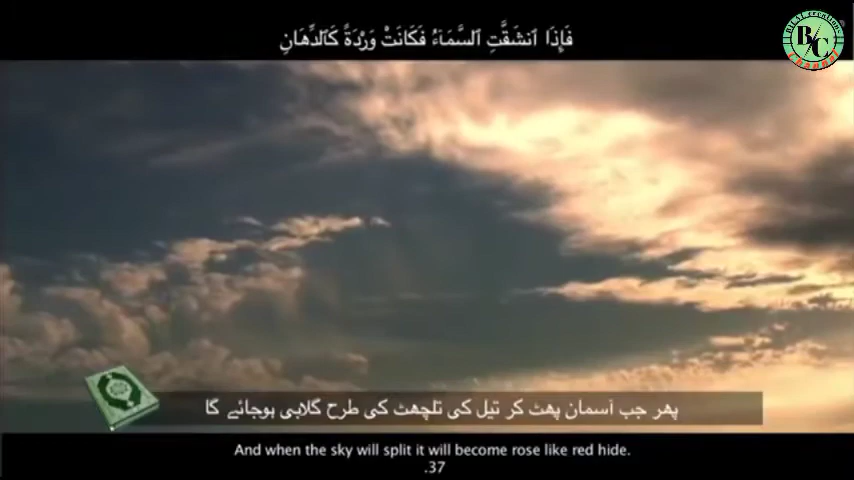 فَإِذَا ٱنشَقَّتِ ٱلسَّمَآءُ فَكَانَتْ وَرْدَةً كَٱلدِّهَانِ
B/C
Channel
پھر جب آسمان پھٹ کر تیل کی تلچھٹ کی طرح گلابی ہوجائے گا
And when the sky will split it will become rose like red hide.
.37